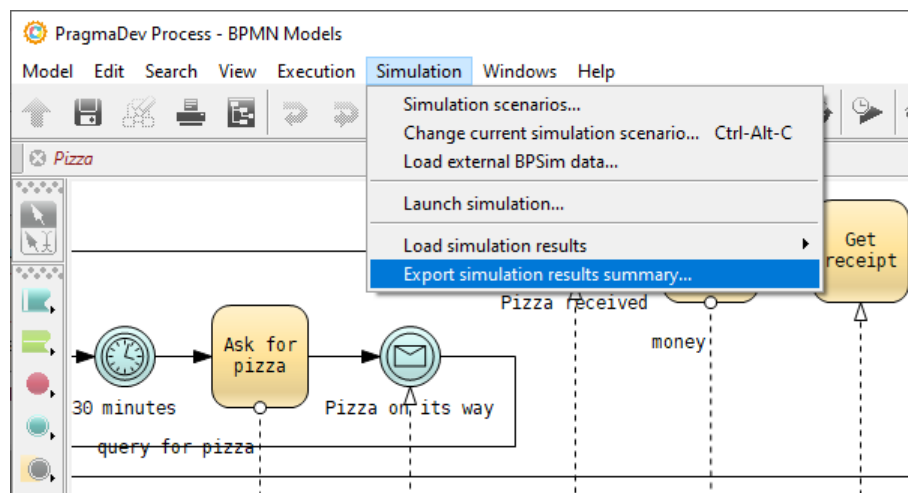 PragmaDev Process - BPMN Models
Model Edit Search View Execution Simulation Windows Help
Simulation scenarios...
Change current simulation scenario... Ctrl-Alt-C
Load external BPSim data...
Launch simulation...
Load simulation results
Export simulation results summary...
Pizza
Get
receipt
Pizza received
money
Ask for
pizza
30 minutes
Pizza on its way
query for pizza